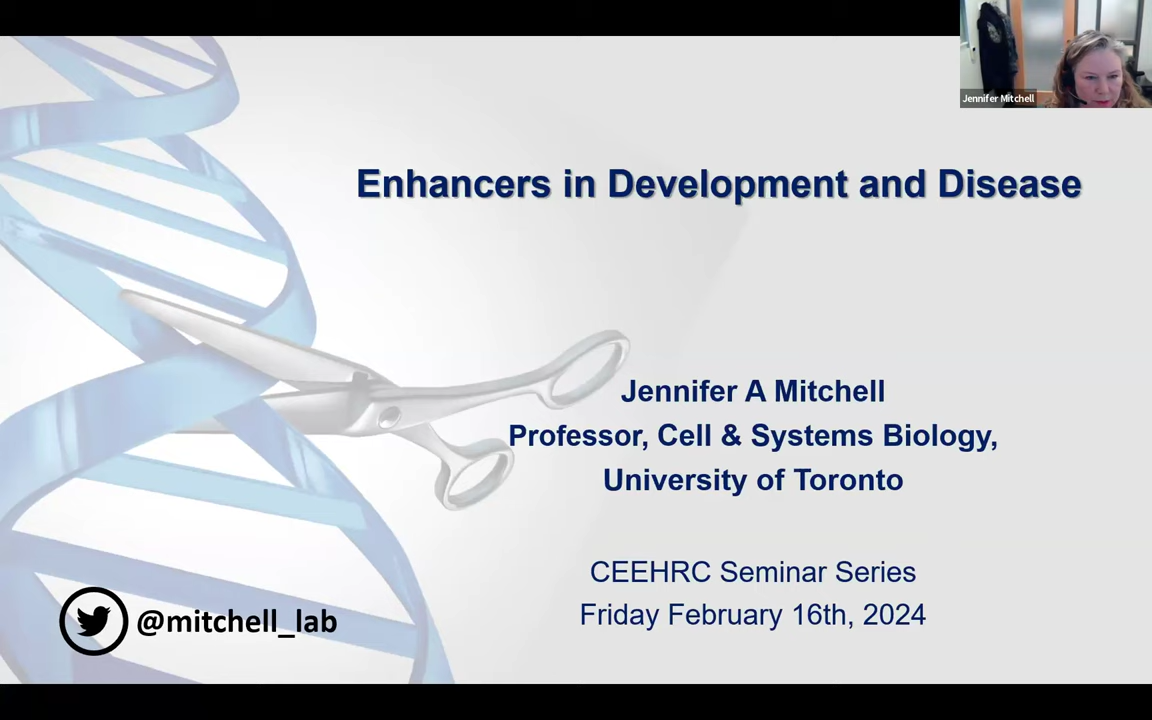 Jennifer Mitchell
Enhancers in Development and Disease
Jennifer A Mitchell
Professor, Cell & Systems Biology,
University of Toronto
CEEHRC Seminar Series
Friday February 16th, 2024
@mitchell_lab